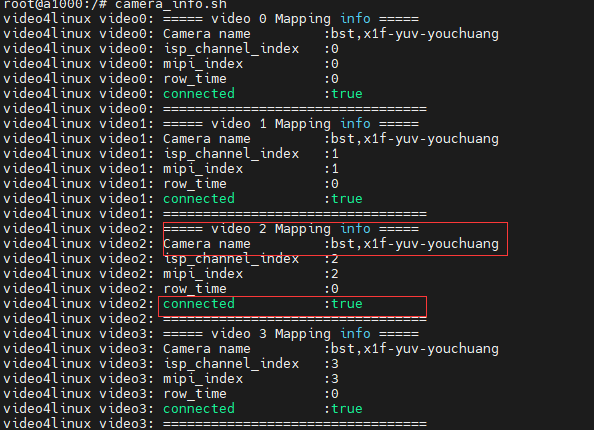 root@a1000:/# camera_info.sh
video4linux video0: ===== video 0 Mapping info =====
video4linux video0: Camera name         :bst,x1f-yuv-youchuang
video4linux video0: isp_channel_index   :0
video4linux video0: mipi_index          :0
video4linux video0: row_time            :0
video4linux video0: connected           :true
video4linux video0: =================================
video4linux video1: ===== video 1 Mapping info =====
video4linux video1: Camera name         :bst,x1f-yuv-youchuang
video4linux video1: isp_channel_index   :1
video4linux video1: mipi_index          :1
video4linux video1: row_time            :0
video4linux video1: connected           :true
video4linux video1: =================================
video4linux video2: ===== video 2 Mapping info =====
video4linux video2: Camera name         :bst,x1f-yuv-youchuang
video4linux video2: isp_channel_index   :2
video4linux video2: mipi_index          :2
video4linux video2: row_time            :0
video4linux video2: connected           :true
video4linux video2: =================================
video4linux video3: ===== video 3 Mapping info =====
video4linux video3: Camera name         :bst,x1f-yuv-youchuang
video4linux video3: isp_channel_index   :3
video4linux video3: mipi_index          :3
video4linux video3: row_time            :0
video4linux video3: connected           :true
video4linux video3: =================================